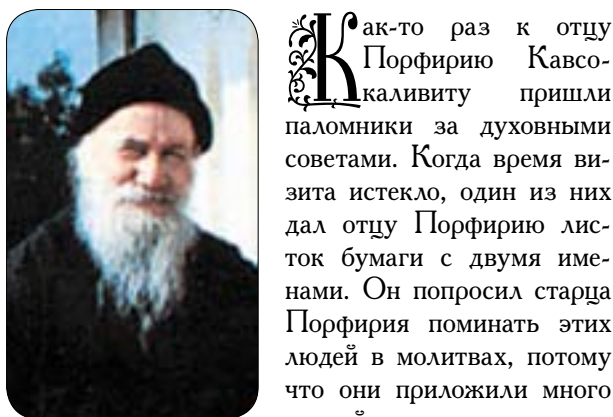 Как-то раз к отцу
Порфирию Кавсо-
каливиту пришли
паломники за духовными
советами. Когда время ви-
зита истекло, один из них
дал отцу Порфирию лис-
ток бумаги с двумя име-
нами. Он попросил старца
Порфирия поминать этих
людей в молитвах, потому
что они приложили много